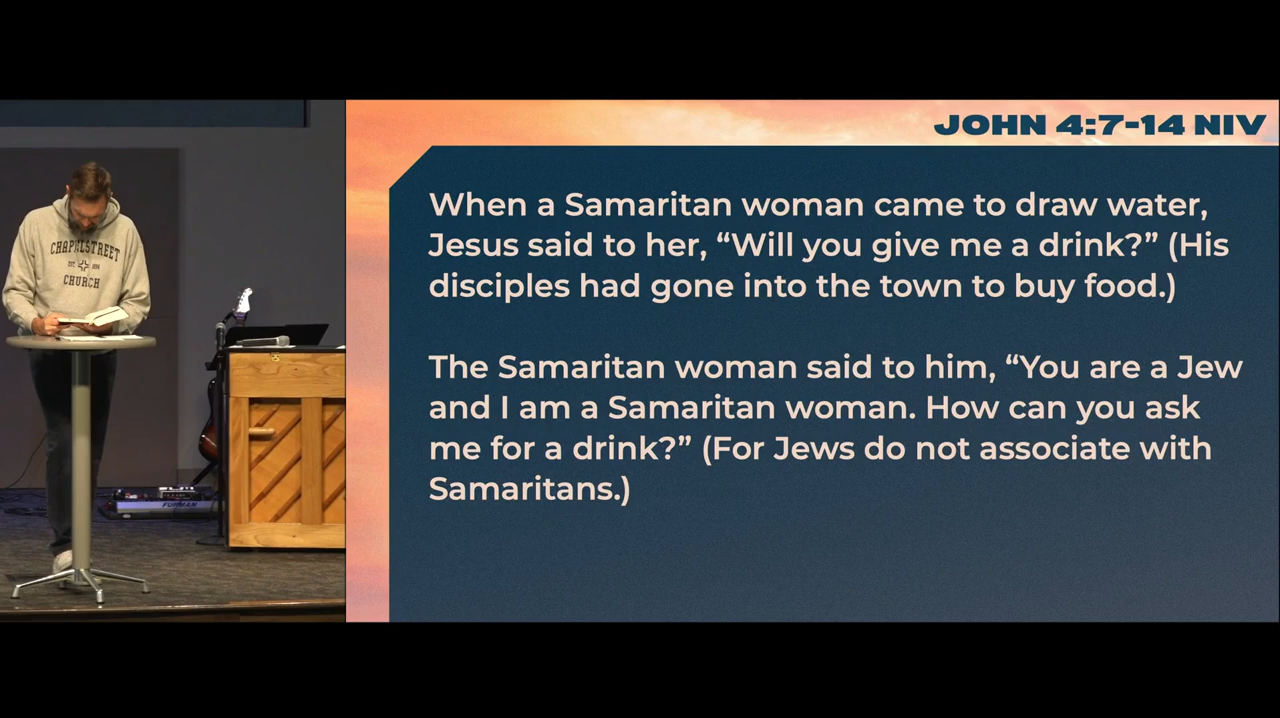 JOHN 4:7-14 NIV
When a Samaritan woman came to draw water,
Jesus said to her, “Will you give me a drink?” (His
disciples had gone into the town to buy food.)
The Samaritan woman said to him, “You are a Jew
and I am a Samaritan woman. How can you ask
me for a drink?” (For Jews do not associate with
Samaritans.)
CHAPELSTREET
EST. 1894
CHURCH
FURMAN